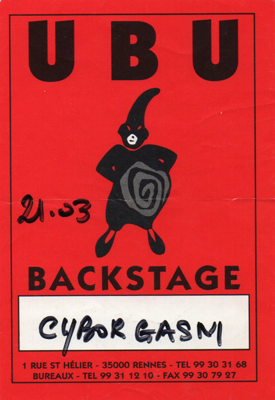 UBU
21.03
BACKSTAGE
CYBORGASM
1 RUE ST HÉLIER - 35000 RENNES - TEL 99 30 31 68
BUREAUX - TEL 99 31 12 10 - FAX 99 30 79 27